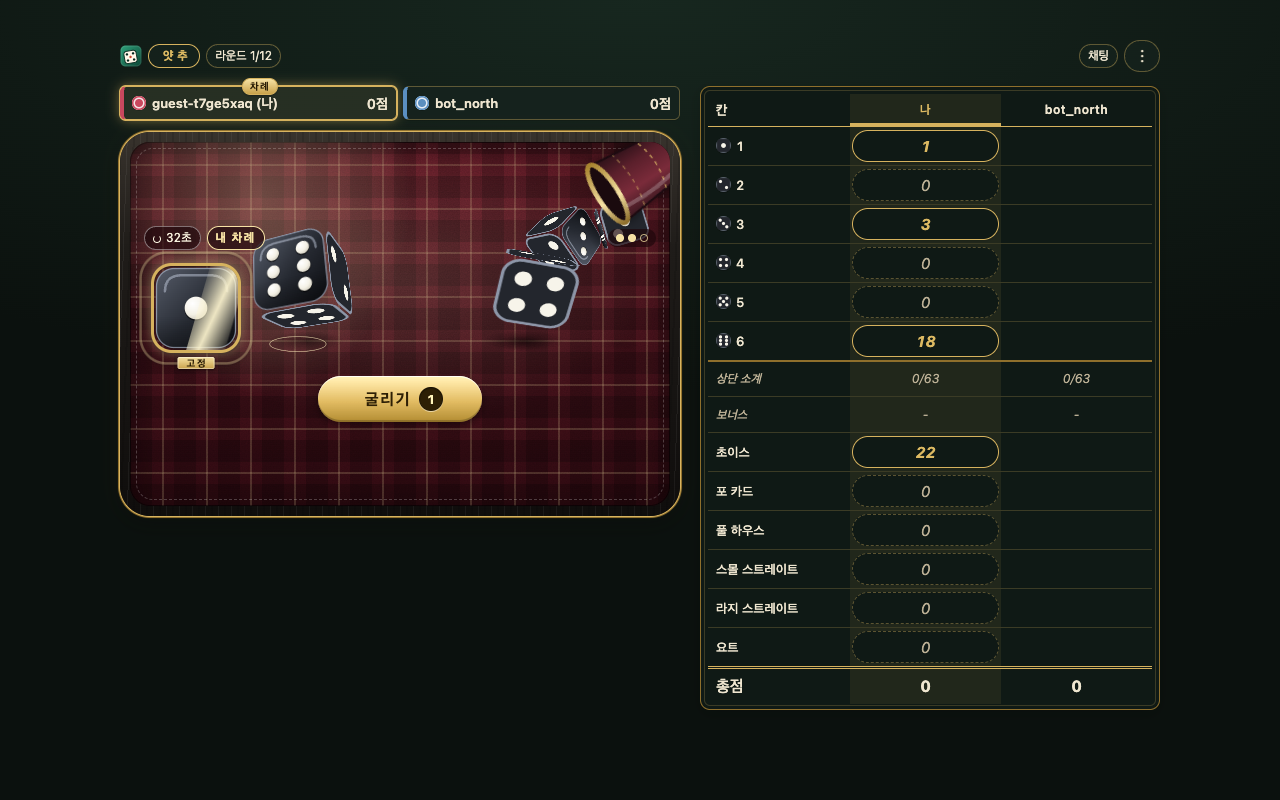 얏 추
라운드 1/12
채팅
차례
guest-t7ge5xaq (나)
0점
bot_north
0점
32초
내 차례
고정
굴리기 1
칸 나 bot_north
1 1
2 0
3 3
4 0
5 0
6 18
상단 소계 0/63 0/63
보너스 - -
초이스 22
포 카드 0
풀 하우스 0
스몰 스트레이트 0
라지 스트레이트 0
요트 0
총점 0 0